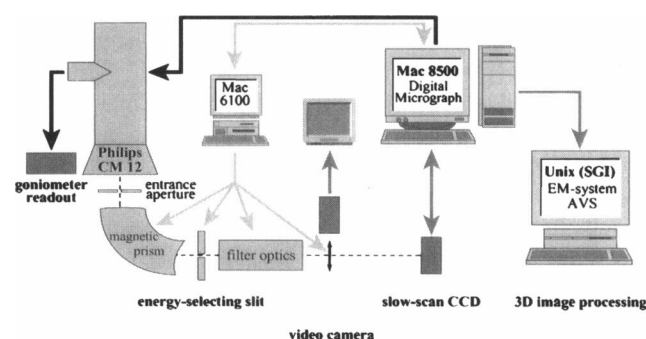 Mac
6100
Mac 8500
Digital
Micrograph
Philips
CM 12
goniometer
readout
entrance
aperture
Unix (SGI)
EM-system
AVS
magnetic
prism
filter optics
energy-selecting slit
slow-scan CCD
3D image processing
video camera